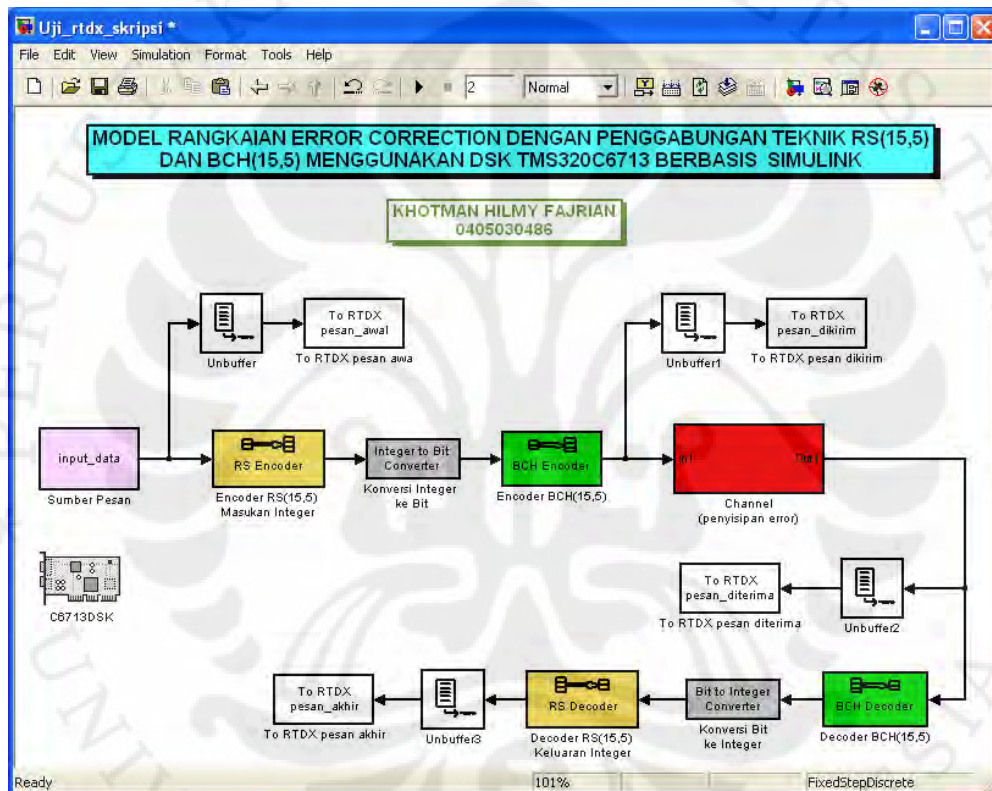 Uji_rtdx_skripsi *
File Edit View Simulation Format Tools Help
2 Normal
MODEL RANGKAIAN ERROR CORRECTION DENGAN PENGGABUNGAN TEKNIK RS(15,5)
DAN BCH(15,5) MENGGUNAKAN DSK TMS320C6713 BERBASIS SIMULINK
KHOTMAN HILMY FAJRIAN
0405030486
Unbuffer
To RTDX
pesan_awal
To RTDX pesan awa
Unbuffer1
To RTDX
pesan_dikirim
To RTDX pesan dikirim
input_data
Sumber Pesan
RS Encoder
Encoder RS(15,5)
Masukan Integer
Integer to Bit
Converter
Konversi Integer
ke Bit
BCH Encoder
Encoder BCH(15,5)
In1 Out1
Channel
(penyisipan error)
C6713DSK
To RTDX
pesan_diterima
To RTDX pesan diterima
Unbuffer2
To RTDX
pesan_akhir
To RTDX pesan akhir
Unbuffer3
RS Decoder
Decoder RS(15,5)
Keluaran Integer
Bit to Integer
Converter
Konversi Bit
ke Integer
BCH Decoder
Decoder BCH(15,5)
Ready 101% FixedStepDiscrete